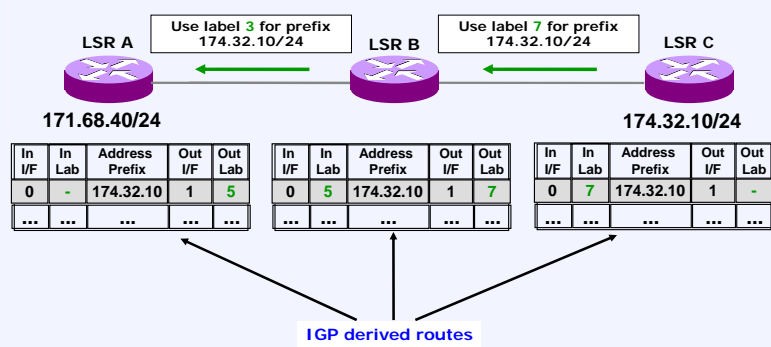 Use label 3 for prefix
174.32.10/24
Use label 7 for prefix
174.32.10/24
LSR A
LSR B
LSR C
171.68.40/24
174.32.10/24
In I/F In Lab Address Prefix Out I/F Out Lab
0 - 174.32.10 1 5
... ... ... ... ...
In I/F In Lab Address Prefix Out I/F Out Lab
0 5 174.32.10 1 7
... ... ... ... ...
In I/F In Lab Address Prefix Out I/F Out Lab
0 7 174.32.10 1 -
... ... ... ... ...
IGP derived routes